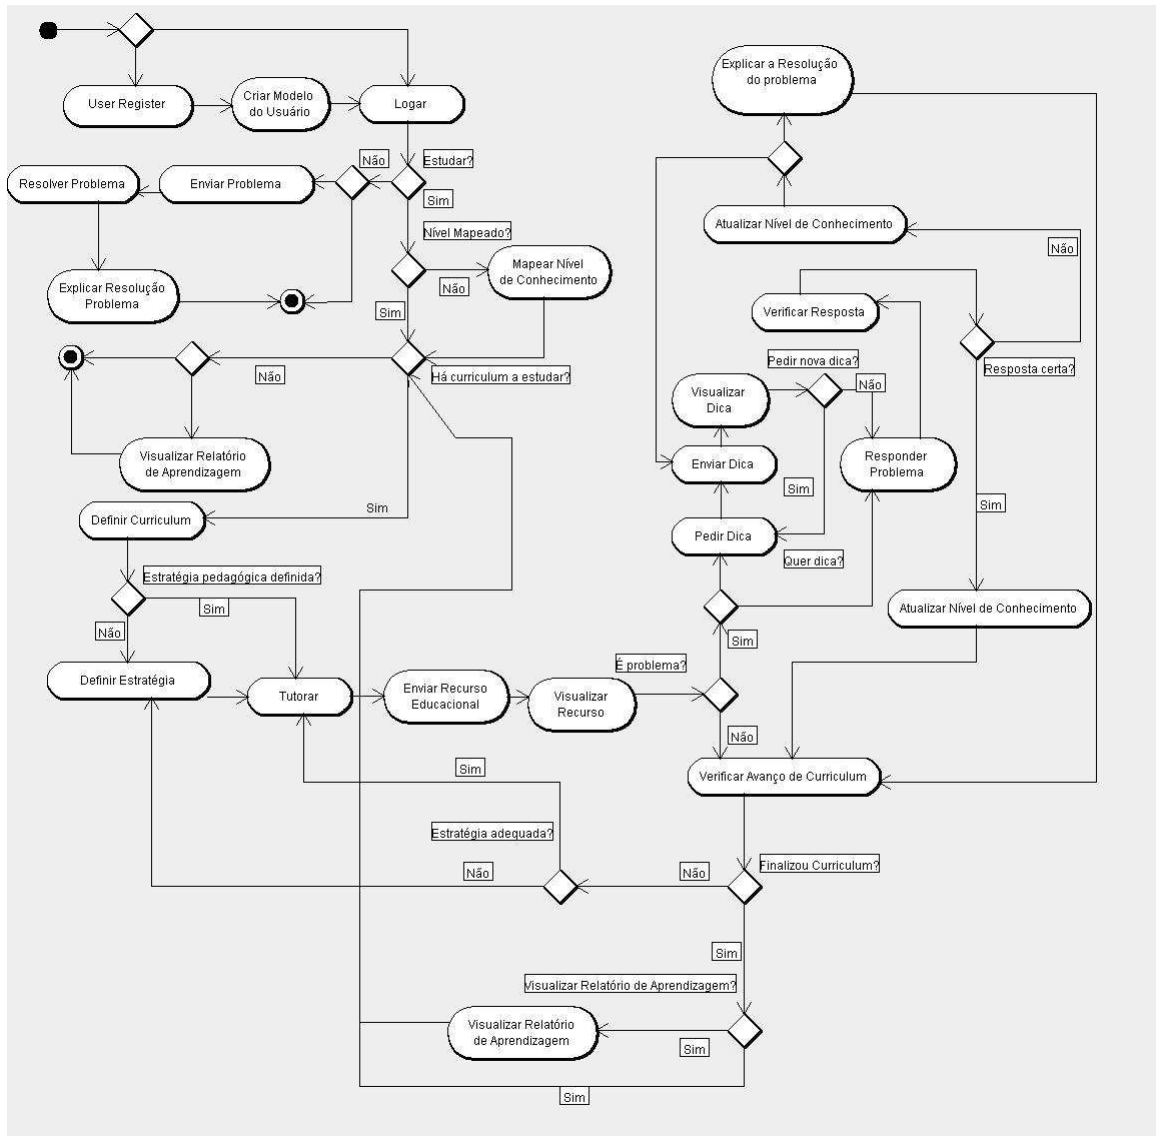 User Register
Criar Modelo
do Usuário
Logar
Explicar a Resolução
do problema
Não
Estudar?
Resolver Problema
Enviar Problema
Sim
Nível Mapeado?
Atualizar Nível de Conhecimento
Não
Mapear Nível
de Conhecimento
Não
Explicar Resolução
Problema
Sim
Verificar Resposta
Há curriculum a estudar?
Não
Pedir nova dica?
Resposta certa?
Visualizar
Dica
Não
Visualizar Relatório
de Aprendizagem
Enviar Dica
Responder
Problema
Sim
Sim
Definir Curriculum
Sim
Pedir Dica
Quer dica?
Estratégia pedagógica definida?
Sim
Não
Atualizar Nível de Conhecimento
Sim
É problema?
Definir Estratégia
Tutorar
Enviar Recurso
Educacional
Visualizar
Recurso
Não
Sim
Verificar Avanço de Curriculum
Estratégia adequada?
Não
Não
Finalizou Curriculum?
Sim
Visualizar Relatório de Aprendizagem?
Visualizar Relatório
de Aprendizagem
Sim
Sim